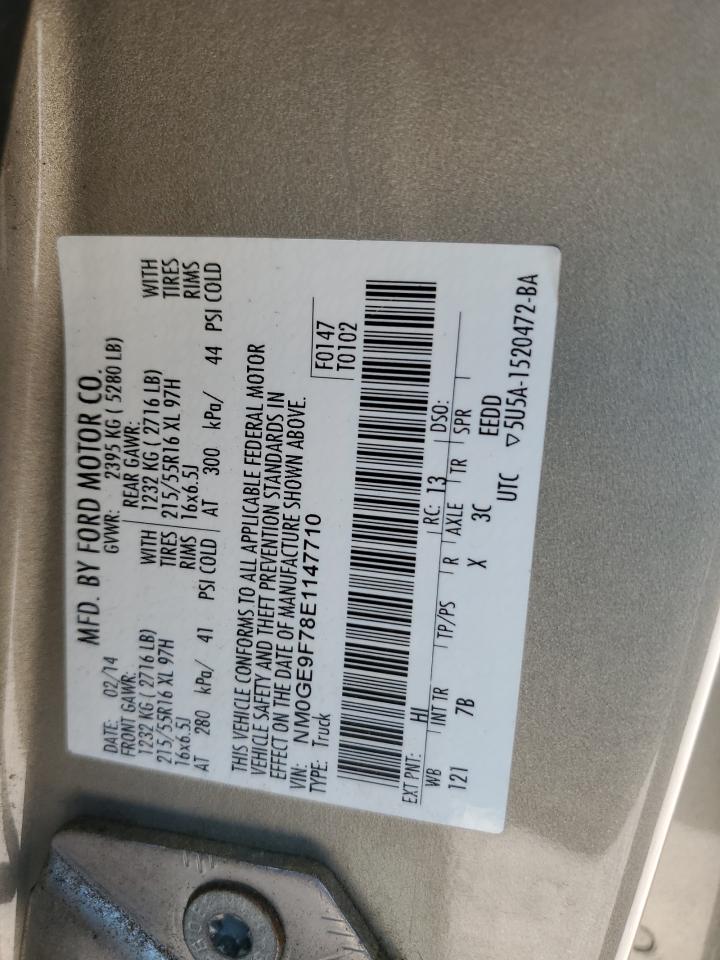 MFD. BY FORD MOTOR CO.
DATE: 02/14 GVWR: 2395 KG ( 5280 LB)
FRONT GAWR: REAR GAWR:
1232 KG ( 2716 LB) WITH 1232 KG ( 2716 LB) WITH
215/55R16 XL 97H TIRES 215/55R16 XL 97H TIRES
16x6.5J RIMS 16x6.5J RIMS
AT 280 kPa/ 41 PSI COLD AT 300 kPa/ 44 PSI COLD
THIS VEHICLE CONFORMS TO ALL APPLICABLE FEDERAL MOTOR
VEHICLE SAFETY AND THEFT PREVENTION STANDARDS IN
EFFECT ON THE DATE OF MANUFACTURE SHOWN ABOVE.
VIN: NM0GE9F78E1147710 F0147
TYPE: Truck T0102
EXT PNT: HL RC: 13 DSO:
WB INT TR TP/PS R AXLE TR SPR
121 7B X 3C EEDD
UTC ▽5U5A-1520472-BA